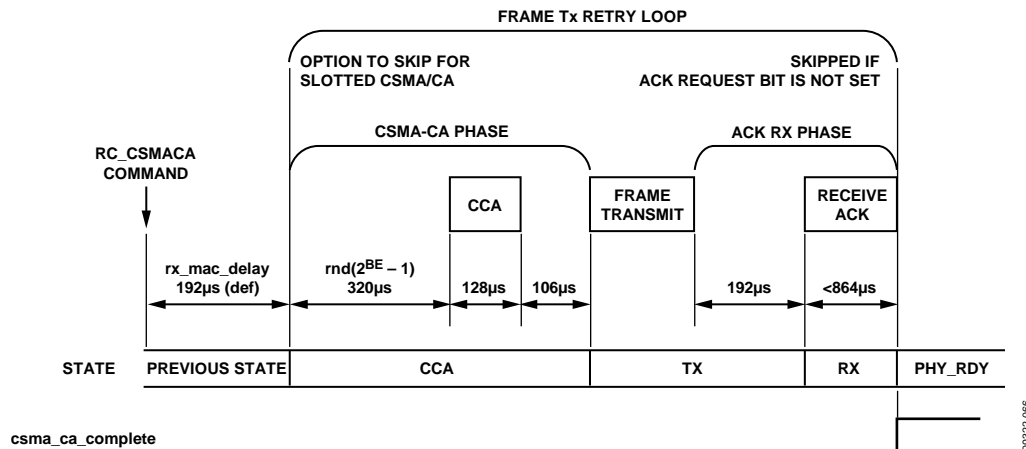 FRAME Tx RETRY LOOP
OPTION TO SKIP FOR
SLOTTED CSMA/CA
SKIPPED IF
ACK REQUEST BIT IS NOT SET
CSMA-CA PHASE
ACK RX PHASE
RC_CSMACA
COMMAND
CCA
FRAME
TRANSMIT
RECEIVE
ACK
rx_mac_delay
192µs (def)
rnd(2^BE – 1)
320µs
128µs
106µs
192µs
<864µs
STATE
PREVIOUS STATE
CCA
TX
RX
PHY_RDY
csma_ca_complete